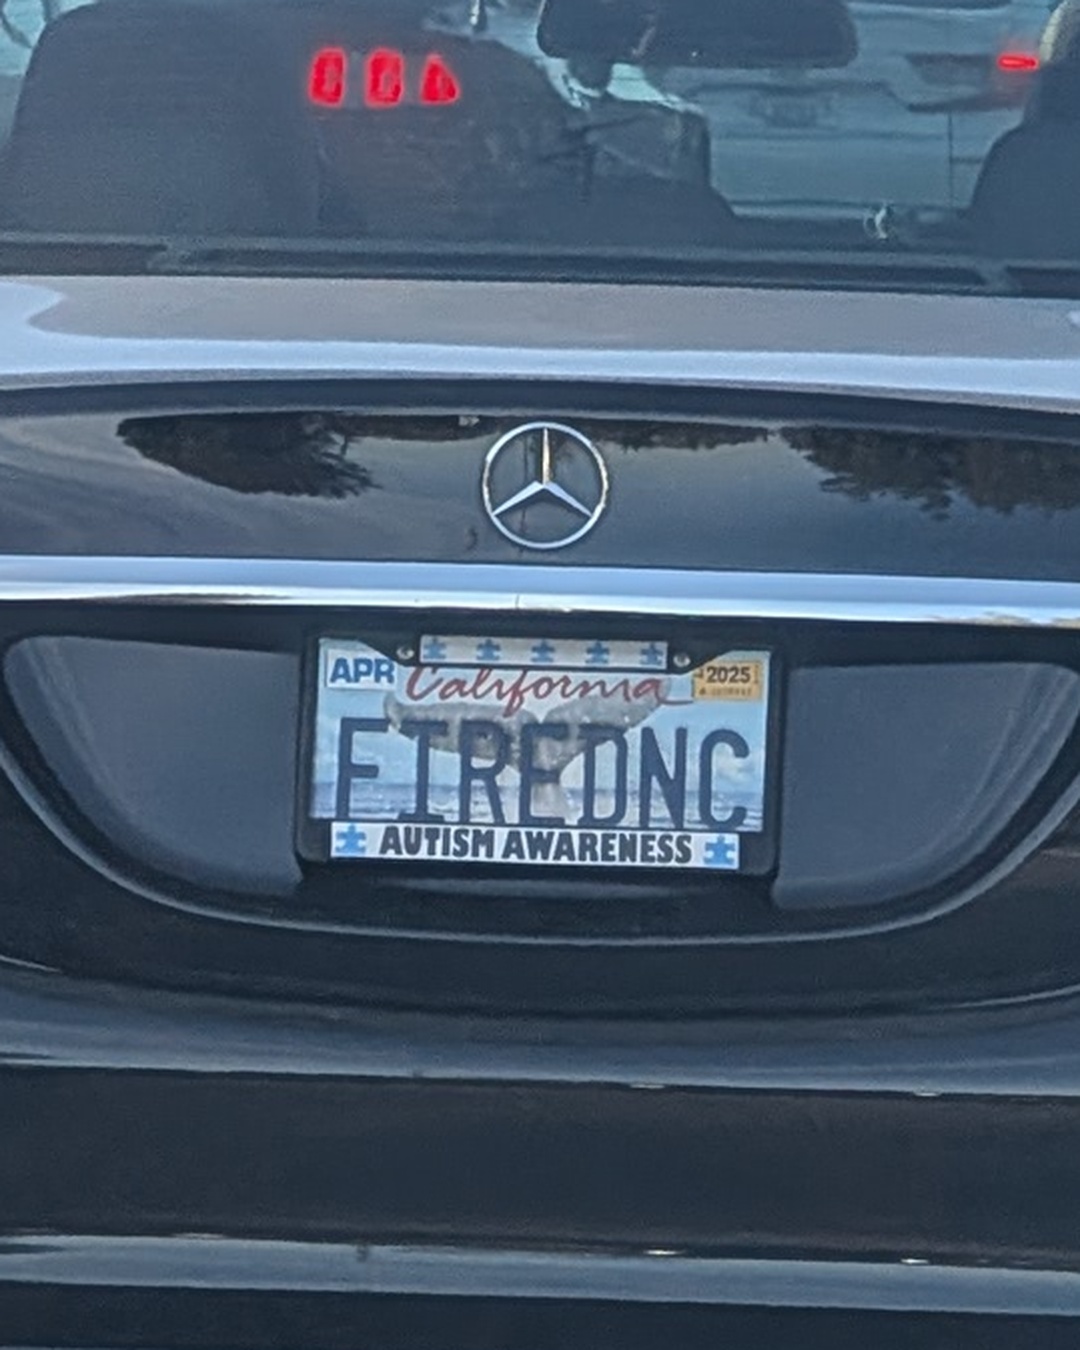 APR California 2025
FIREDNC
AUTISM AWARENESS